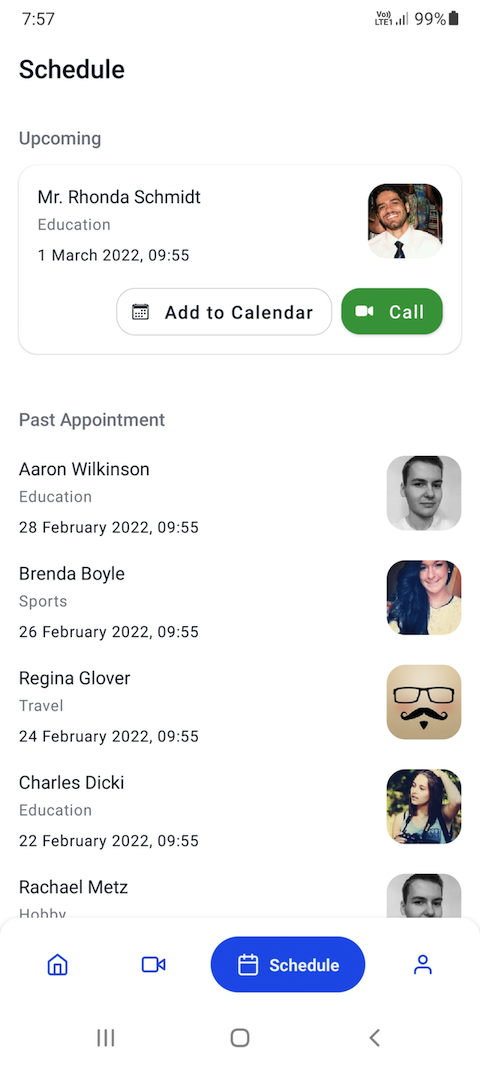 7:57
Vo)) LTE1 99%
Schedule
Upcoming
Mr. Rhonda Schmidt
Education
1 March 2022, 09:55
Add to Calendar
Call
Past Appointment
Aaron Wilkinson
Education
28 February 2022, 09:55
Brenda Boyle
Sports
26 February 2022, 09:55
Regina Glover
Travel
24 February 2022, 09:55
Charles Dicki
Education
22 February 2022, 09:55
Rachael Metz
Hobby
Schedule